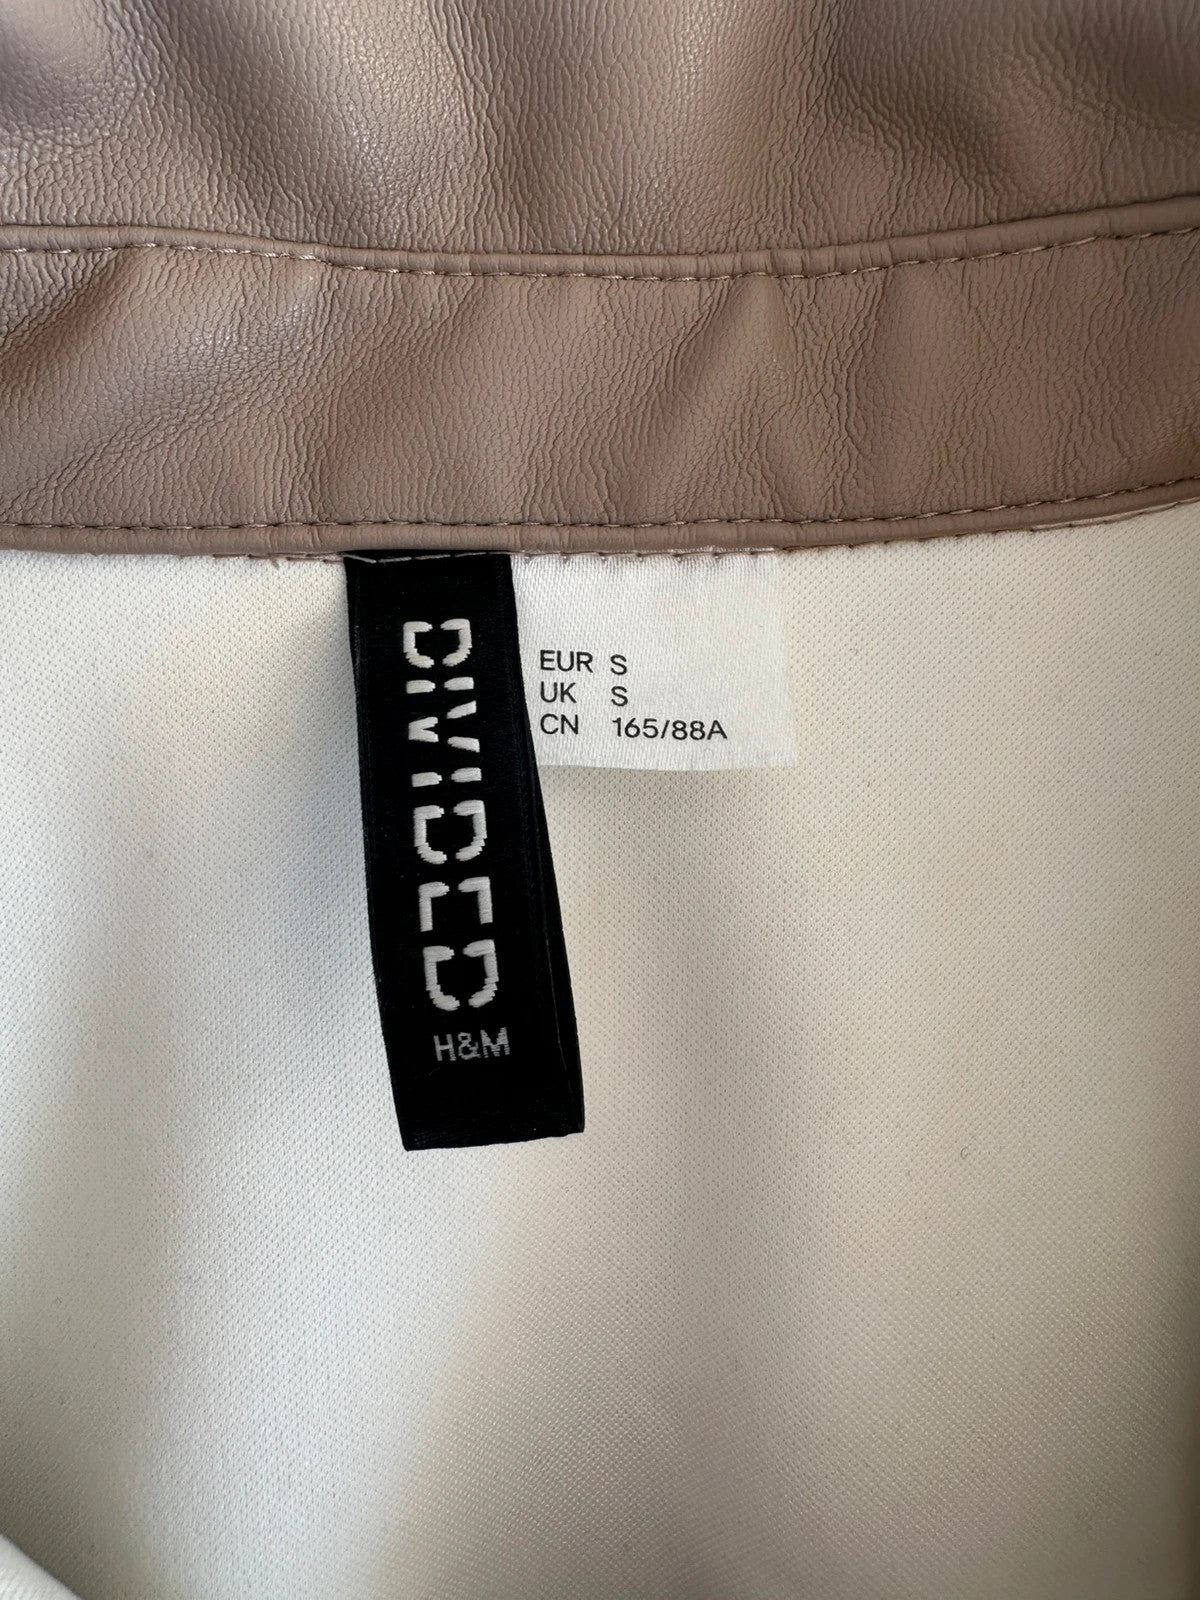 DIVIDED
H&M
EUR S
UK S
CN 165/88A